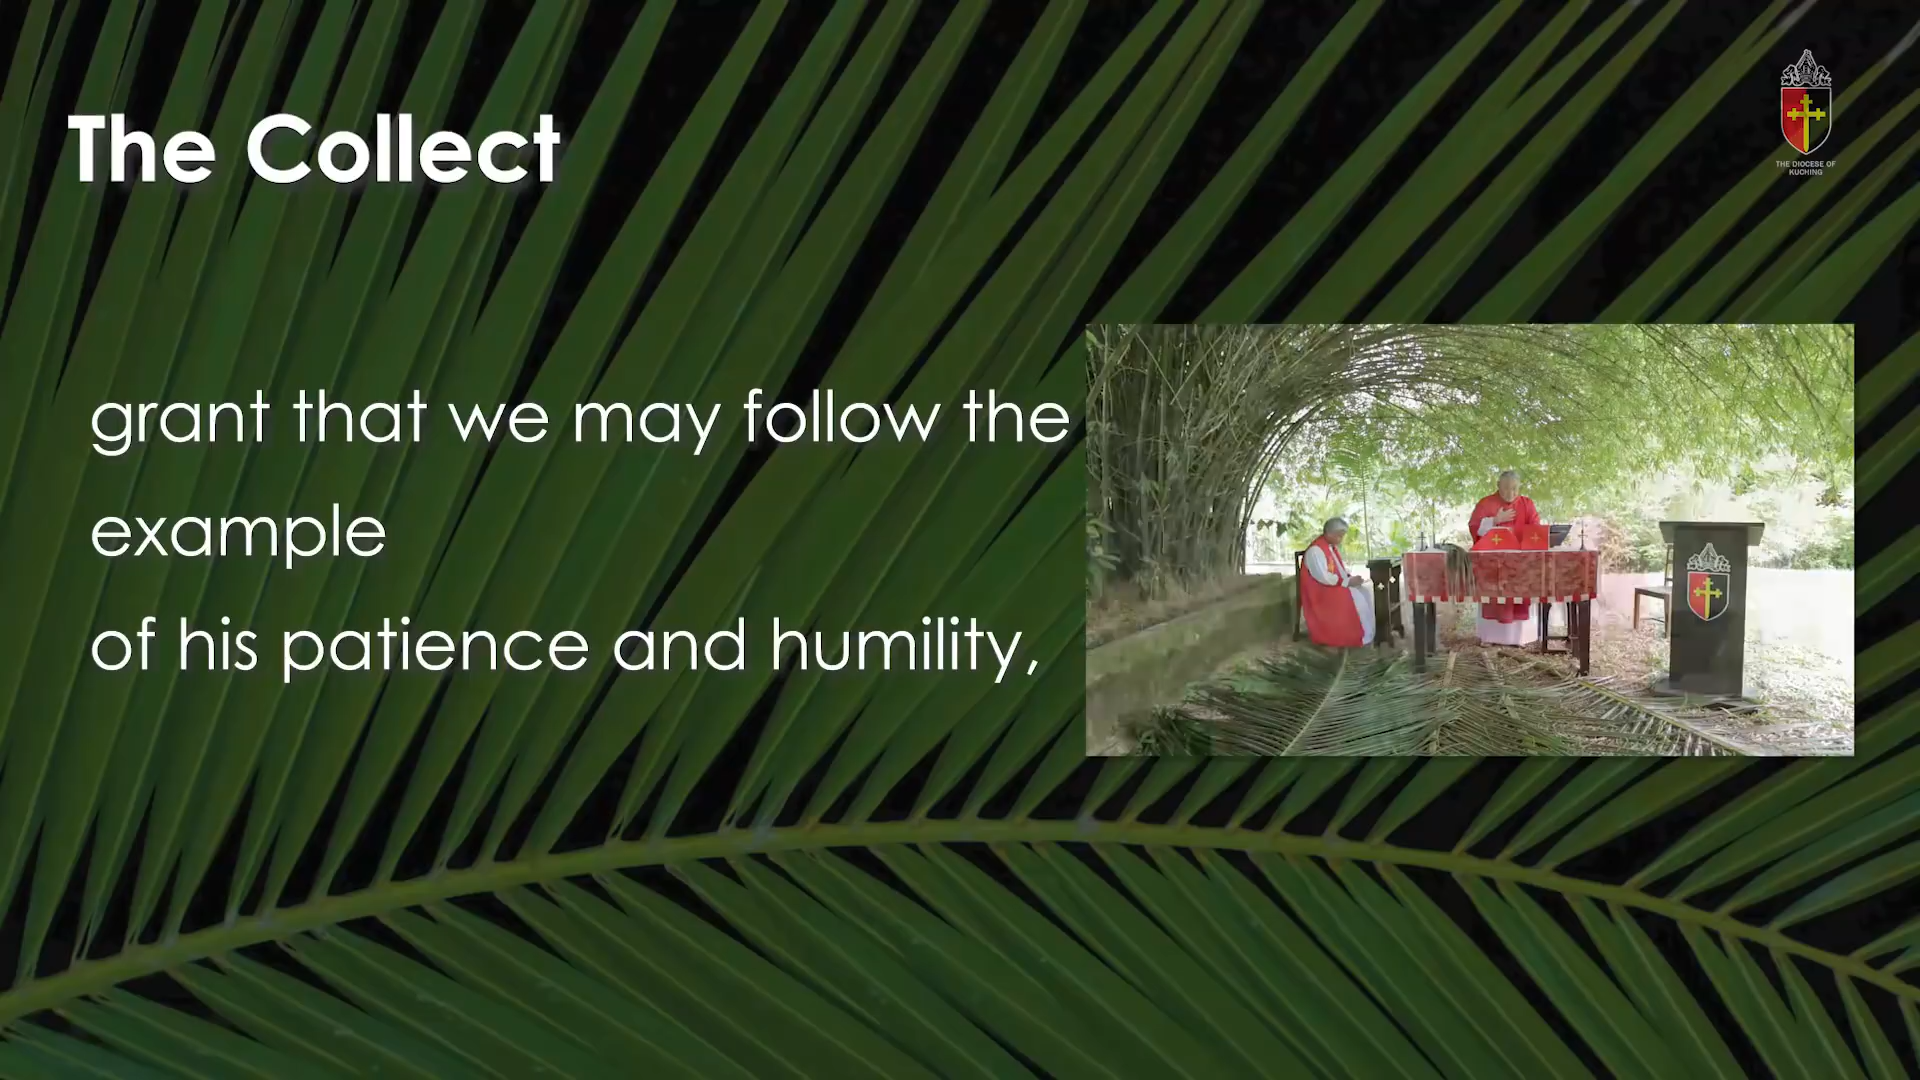 The Collect
THE DIOCESE OF
KUCHING
grant that we may follow the
example
of his patience and humility,